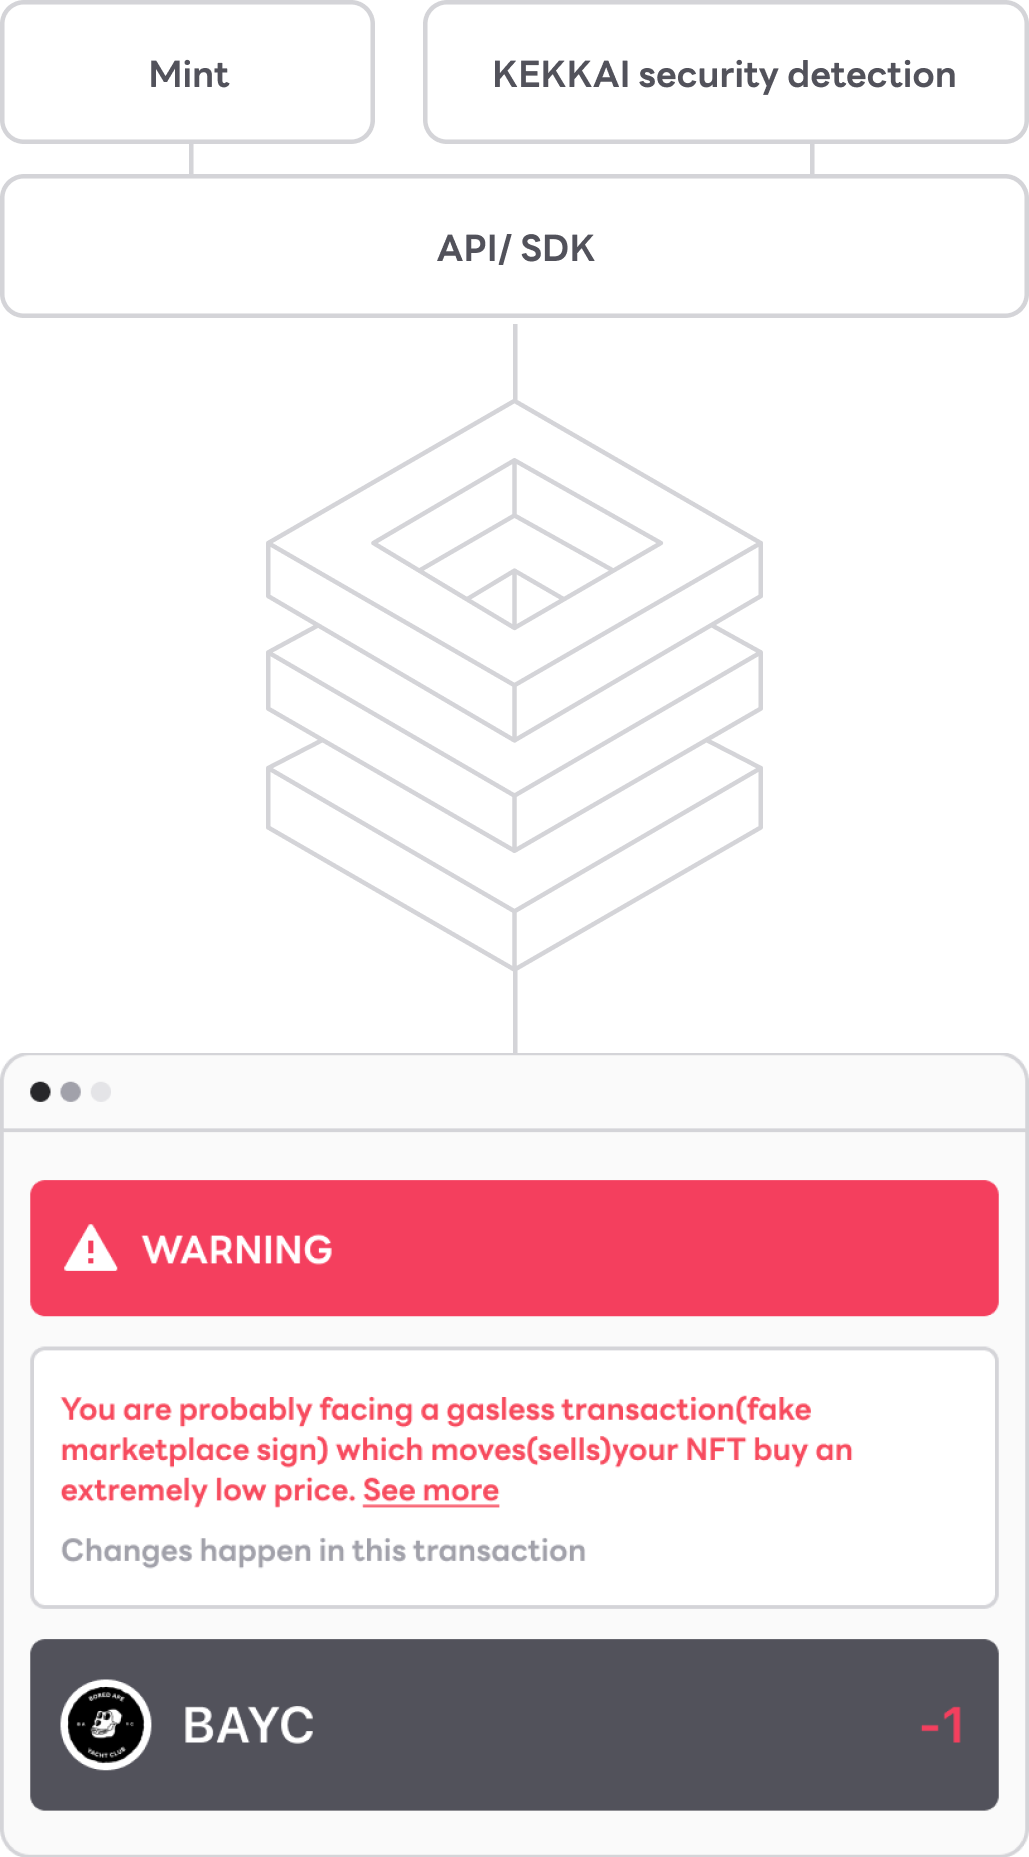 Mint
KEKKAI security detection
API/ SDK
WARNING
You are probably facing a gasless transaction(fake
marketplace sign) which moves(sells)your NFT buy an
extremely low price. See more
Changes happen in this transaction
BORED APE
BA YC
YACHT CLUB
BAYC
-1